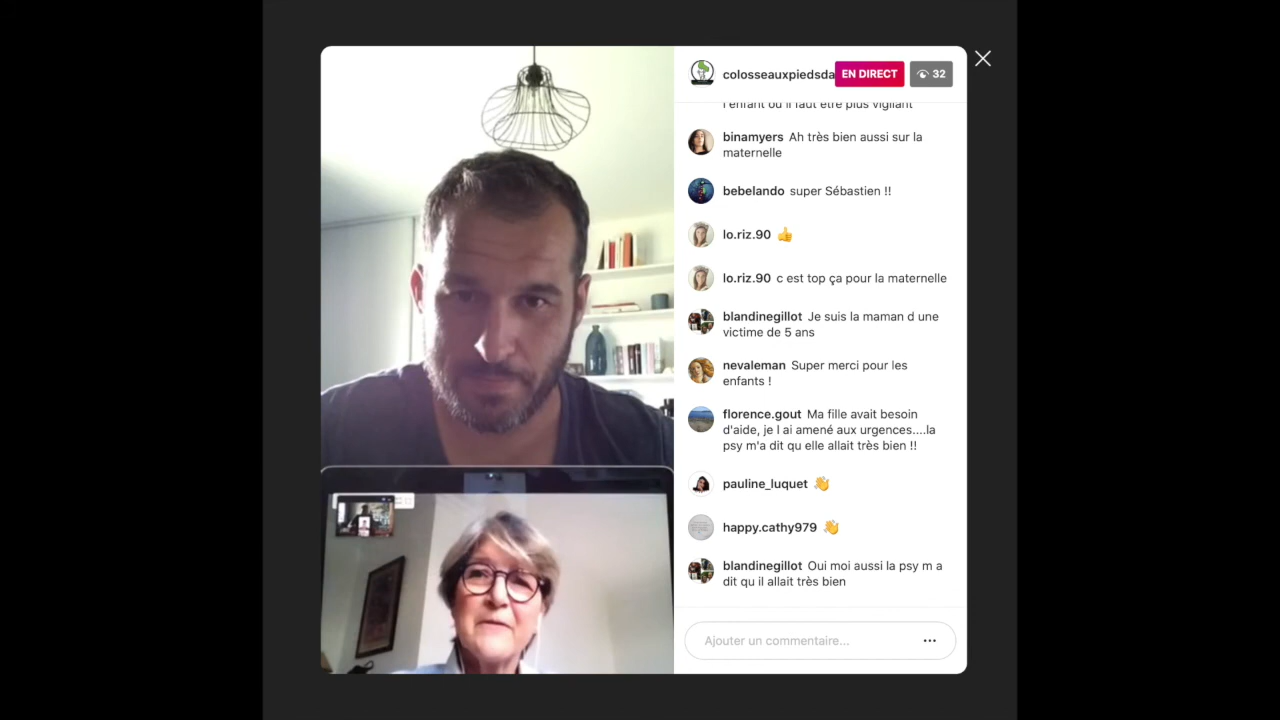 colosseauxpiedsda
EN DIRECT
32
l'enfant où il faut être plus vigilant
binamyers Ah très bien aussi sur la
maternelle
bebelando super Sébastien !!
lo.riz.90 👍
lo.riz.90 c est top ça pour la maternelle
blandinegillot Je suis la maman d une
victime de 5 ans
nevaleman Super merci pour les
enfants !
florence.gout Ma fille avait besoin
d'aide, je l ai amené aux urgences....la
psy m'a dit qu elle allait très bien !!
pauline_luquet 👋
happy.cathy979 👋
blandinegillot Oui moi aussi la psy m a
dit qu il allait très bien
Ajouter un commentaire...